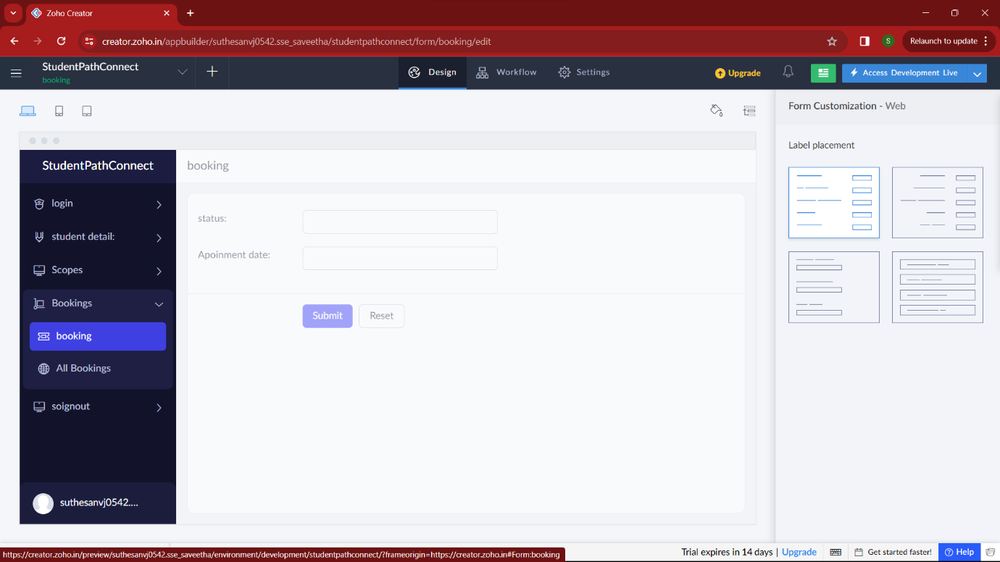 Zoho Creator
creator.zoho.in/appbuilder/suthesanvj0542.sse_saveetha/studentpathconnect/form/booking/edit
S
Relaunch to update
StudentPathConnect
booking
Design
Workflow
Settings
Upgrade
Access Development Live
Form Customization - Web
Label placement
StudentPathConnect
login
student detail:
Scopes
Bookings
booking
All Bookings
soignout
suthesanvj0542....
booking
status:
Apoinment date:
Submit
Reset
https://creator.zoho.in/preview/suthesanvj0542.sse_saveetha/environment/development/studentpathconnect/?frameorigin=https://creator.zoho.in#Form:booking
Trial expires in 14 days | Upgrade
Get started faster!
Help